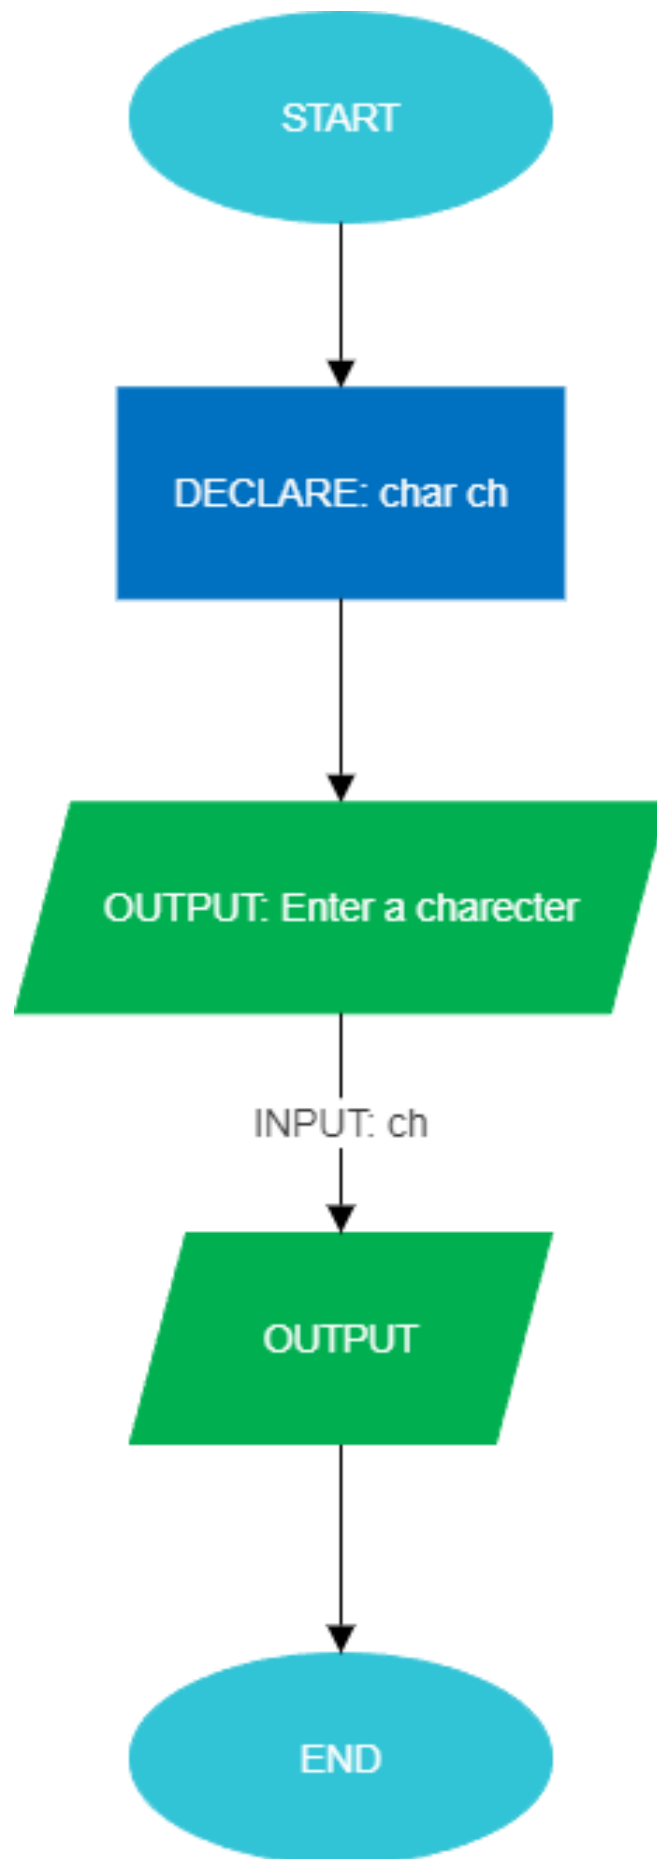 START
DECLARE: char ch
OUTPUT: Enter a charecter
INPUT: ch
OUTPUT
END